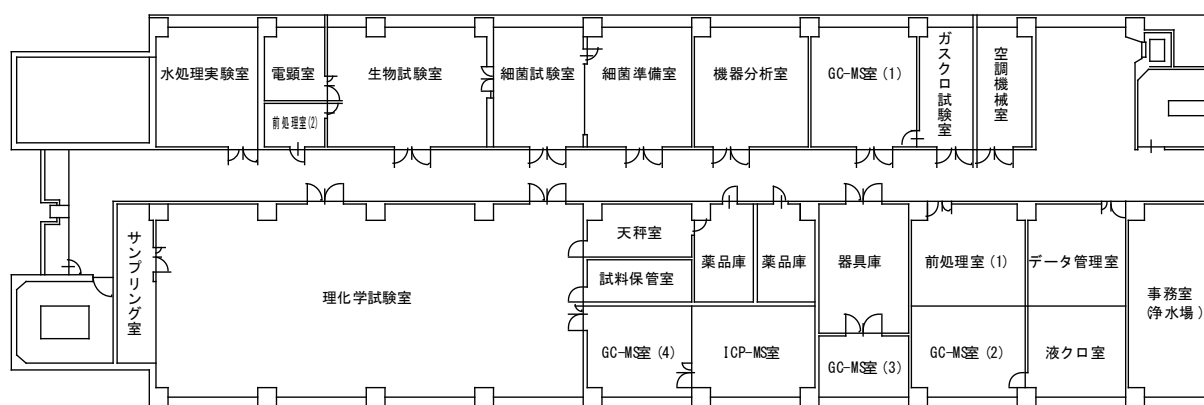 水処理実験室
電顕室
前処理室(2)
生物試験室
細菌試験室
細菌準備室
機器分析室
GC-MS室(1)
ガスクロ試験室
空調機械室
サンプリング室
理化学試験室
天秤室
試料保管室
GC-MS室(4)
薬品庫
薬品庫
ICP-MS室
器具庫
GC-MS室(3)
前処理室(1)
GC-MS室(2)
データ管理室
液クロ室
事務室
(浄水場)